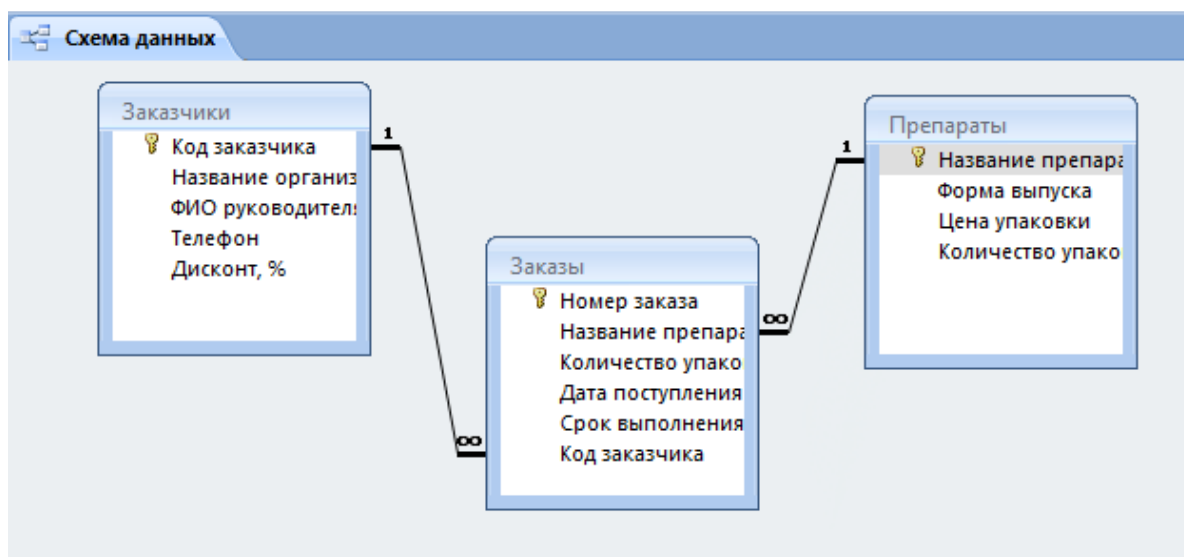 Схема данных
Заказчики
Код заказчика
Название организ
ФИО руководителя
Телефон
Дисконт, %
1
∞
Заказы
Номер заказа
Название препара
Количество упако
Дата поступления
Срок выполнения
Код заказчика
∞
1
Препараты
Название препара
Форма выпуска
Цена упаковки
Количество упако